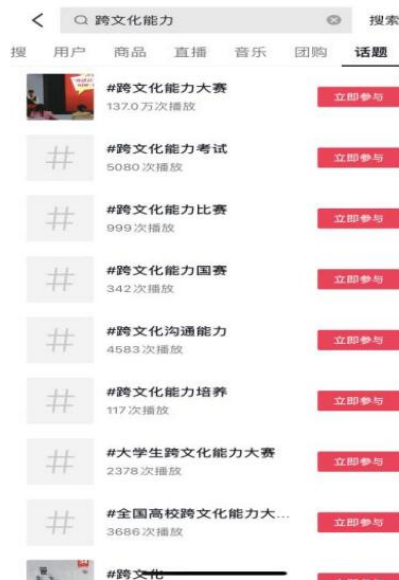 跨文化能力
搜索
搜 用户 商品 直播 音乐 团购 话题
#跨文化能力大赛
立即参与
137.0万次播放
#跨文化能力考试
立即参与
5080次播放
#跨文化能力比赛
立即参与
999次播放
#跨文化能力国赛
立即参与
342次播放
#跨文化沟通能力
立即参与
4583次播放
#跨文化能力培养
立即参与
117次播放
#大学生跨文化能力大赛
立即参与
2378次播放
#全国高校跨文化能力大...
立即参与
3686次播放
#跨文化